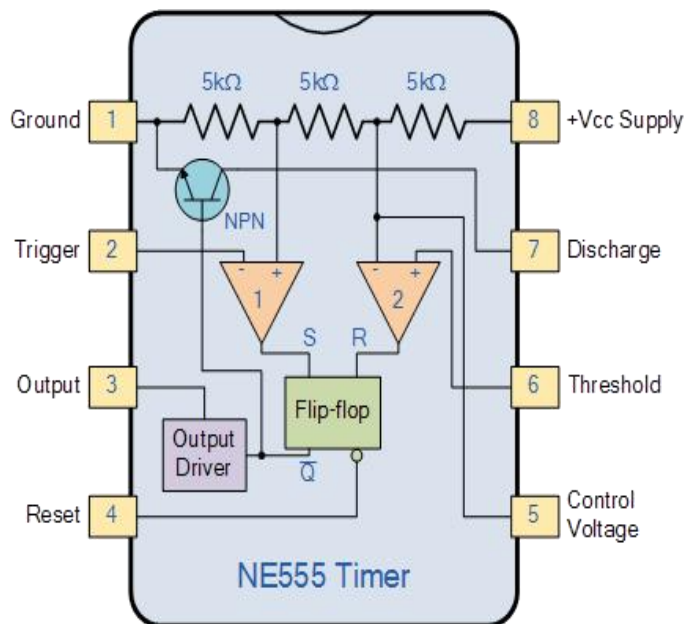 5kΩ 5kΩ 5kΩ
Ground 1 8 +Vcc Supply
NPN
Trigger 2 7 Discharge
- + - +
1 2
S R
Output 3 6 Threshold
Flip-flop
Output
Driver
Q̅
Reset 4 5 Control
Voltage
NE555 Timer